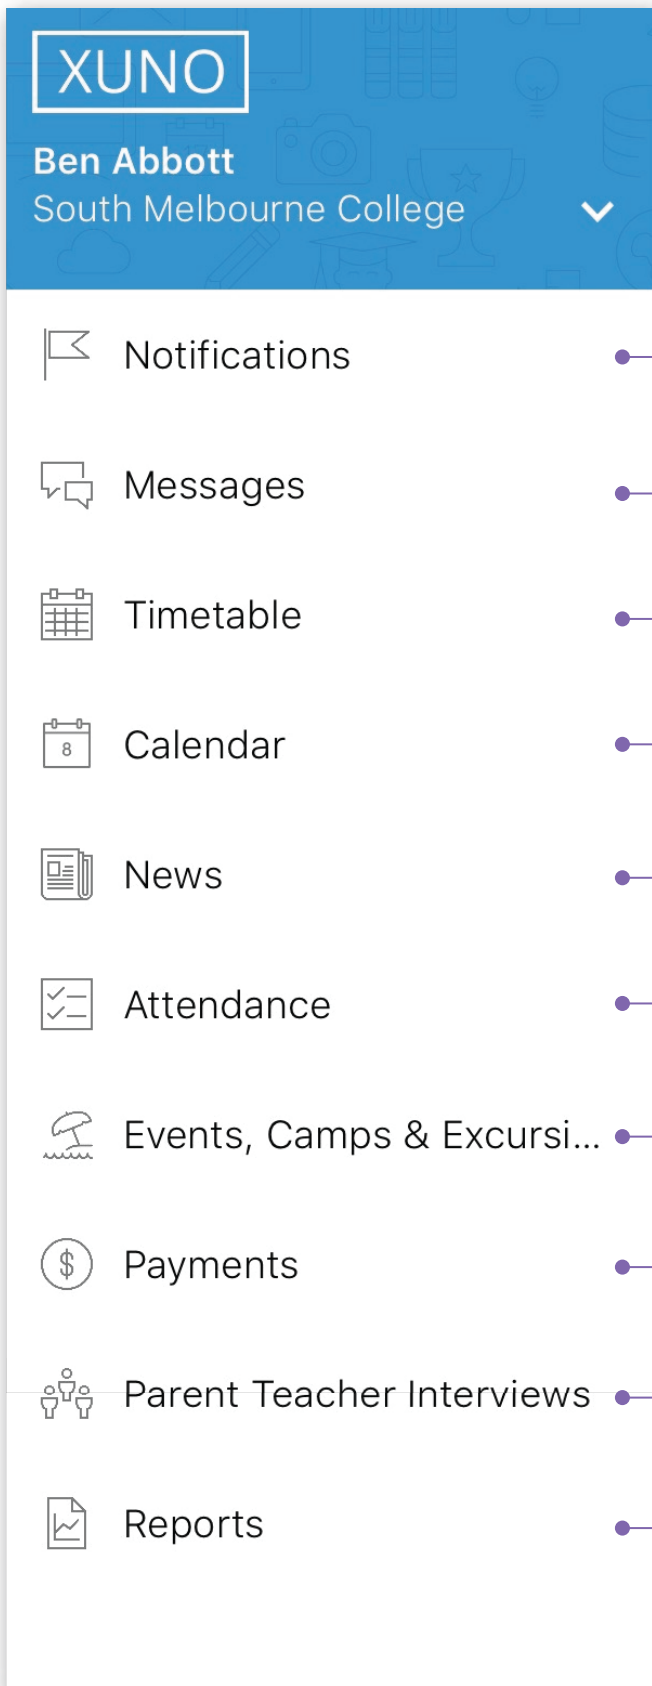 XUNO
Ben Abbott
South Melbourne College
Notifications
Messages
Timetable
8
Calendar
News
Attendance
Events, Camps & Excursi...
$
Payments
Parent Teacher Interviews
Reports